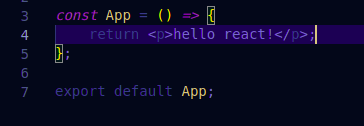 3 const App = () => {
4 return <p>hello react!</p>;
5 };
6
7 export default App;